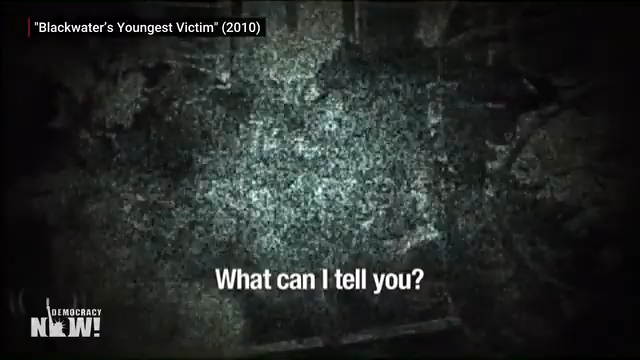 "Blackwater's Youngest Victim" (2010)
What can I tell you?
DEMOCRACY
NOW!